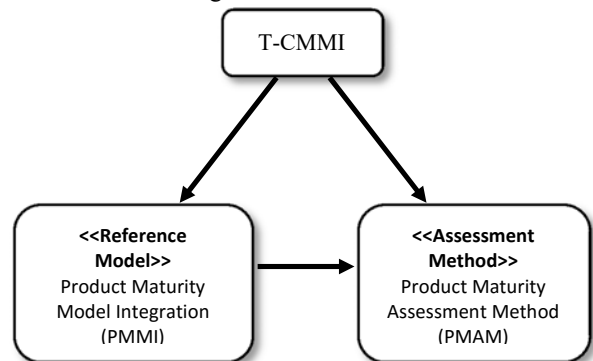 T-CMMI
<<Reference
Model>>
Product Maturity
Model Integration
(PMMI)
<<Assessment
Method>>
Product Maturity
Assessment Method
(PMAM)